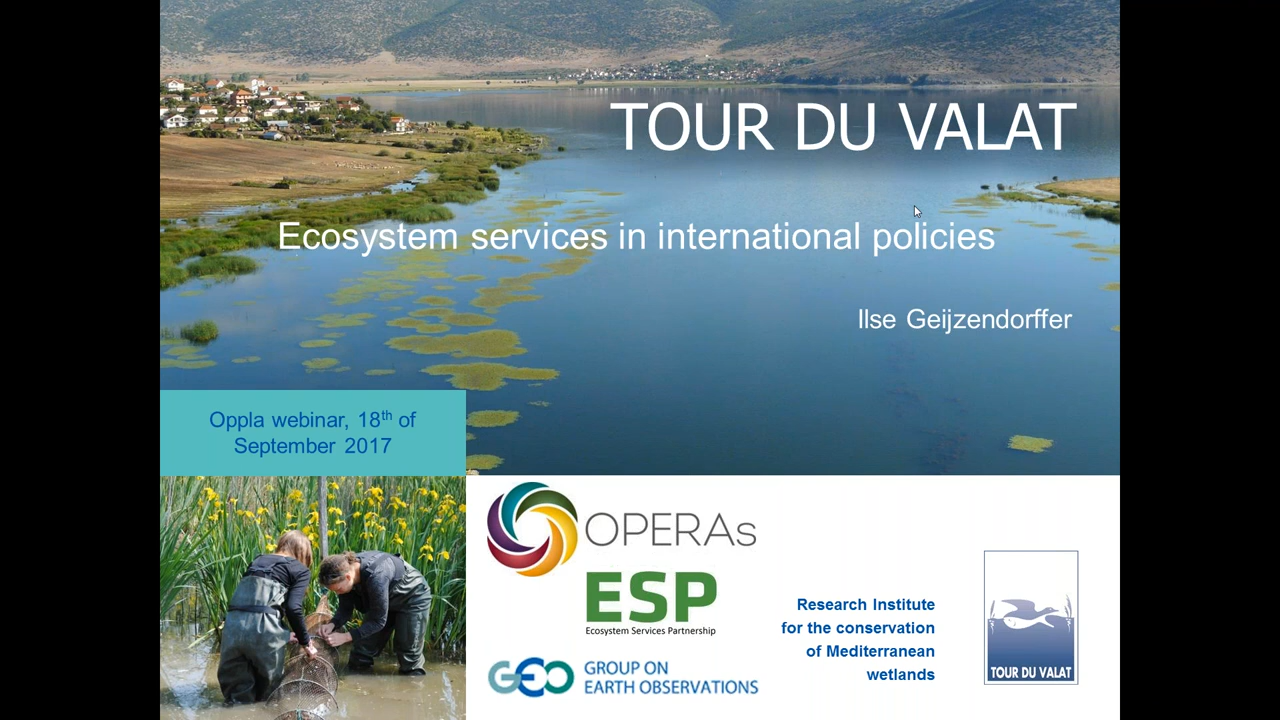 TOUR DU VALAT
Ecosystem services in international policies
Ilse Geijzendorffer
Oppla webinar, 18th of
September 2017
OPERAs
ESP
Ecosystem Services Partnership
GEO
GROUP ON
EARTH OBSERVATIONS
Research Institute
for the conservation
of Mediterranean
wetlands
TOUR DU VALAT